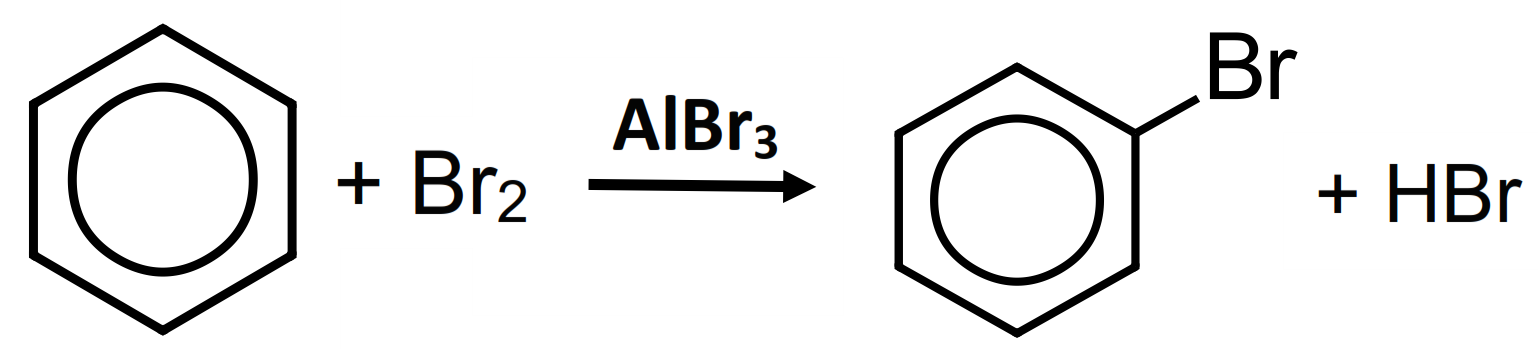 + Br₂
AlBr₃
Br
+ HBr